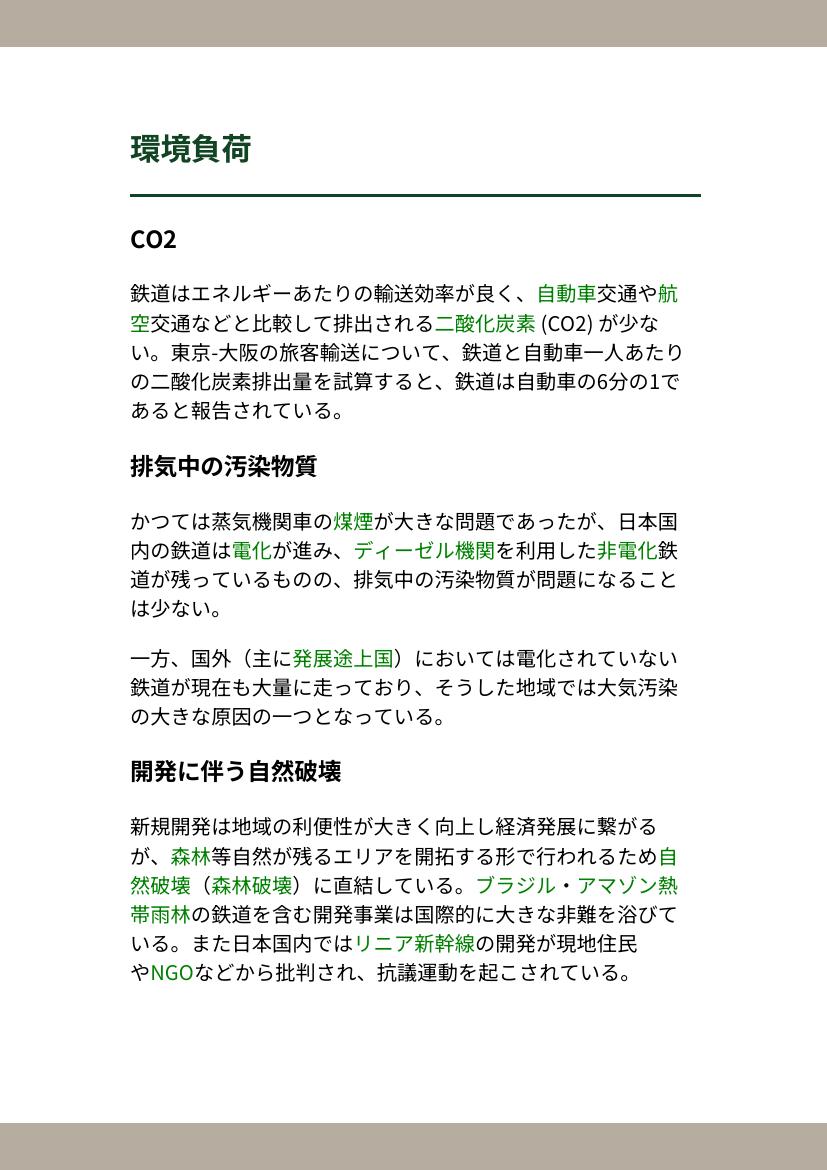 環境負荷
CO2
鉄道はエネルギーあたりの輸送効率が良く、自動車交通や航
空交通などと比較して排出される二酸化炭素 (CO2) が少な
い。東京-大阪の旅客輸送について、鉄道と自動車一人あたり
の二酸化炭素排出量を試算すると、鉄道は自動車の6分の1で
あると報告されている。
排気中の汚染物質
かつては蒸気機関車の煤煙が大きな問題であったが、日本国
内の鉄道は電化が進み、ディーゼル機関を利用した非電化鉄
道が残っているものの、排気中の汚染物質が問題になること
は少ない。
一方、国外（主に発展途上国）においては電化されていない
鉄道が現在も大量に走っており、そうした地域では大気汚染
の大きな原因の一つとなっている。
開発に伴う自然破壊
新規開発は地域の利便性が大きく向上し経済発展に繋がる
が、森林等自然が残るエリアを開拓する形で行われるため自
然破壊（森林破壊）に直結している。ブラジル・アマゾン熱
帯雨林の鉄道を含む開発事業は国際的に大きな非難を浴びて
いる。また日本国内ではリニア新幹線の開発が現地住民
やNGOなどから批判され、抗議運動を起こされている。